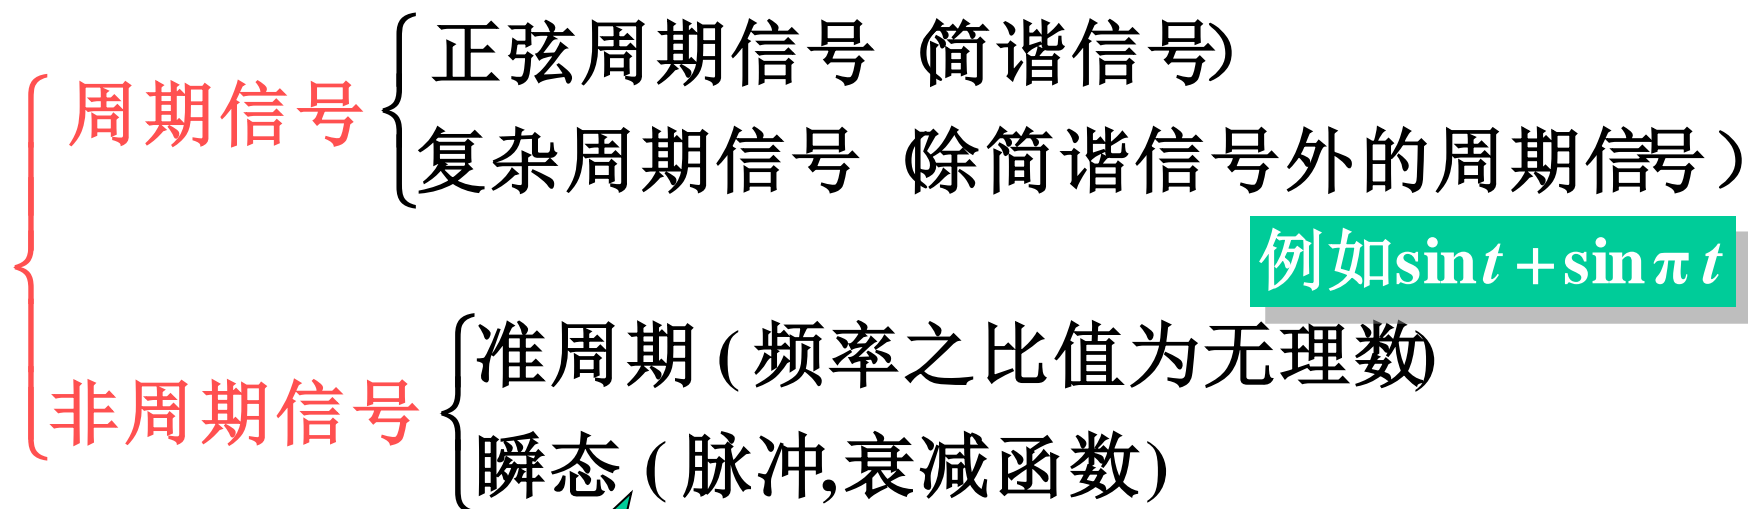 正弦周期信号（简谐信号）
周期信号
复杂周期信号（除简谐信号外的周期信号）
例如sint+sinπt
准周期(频率之比值为无理数)
非周期信号
瞬态(脉冲,衰减函数)